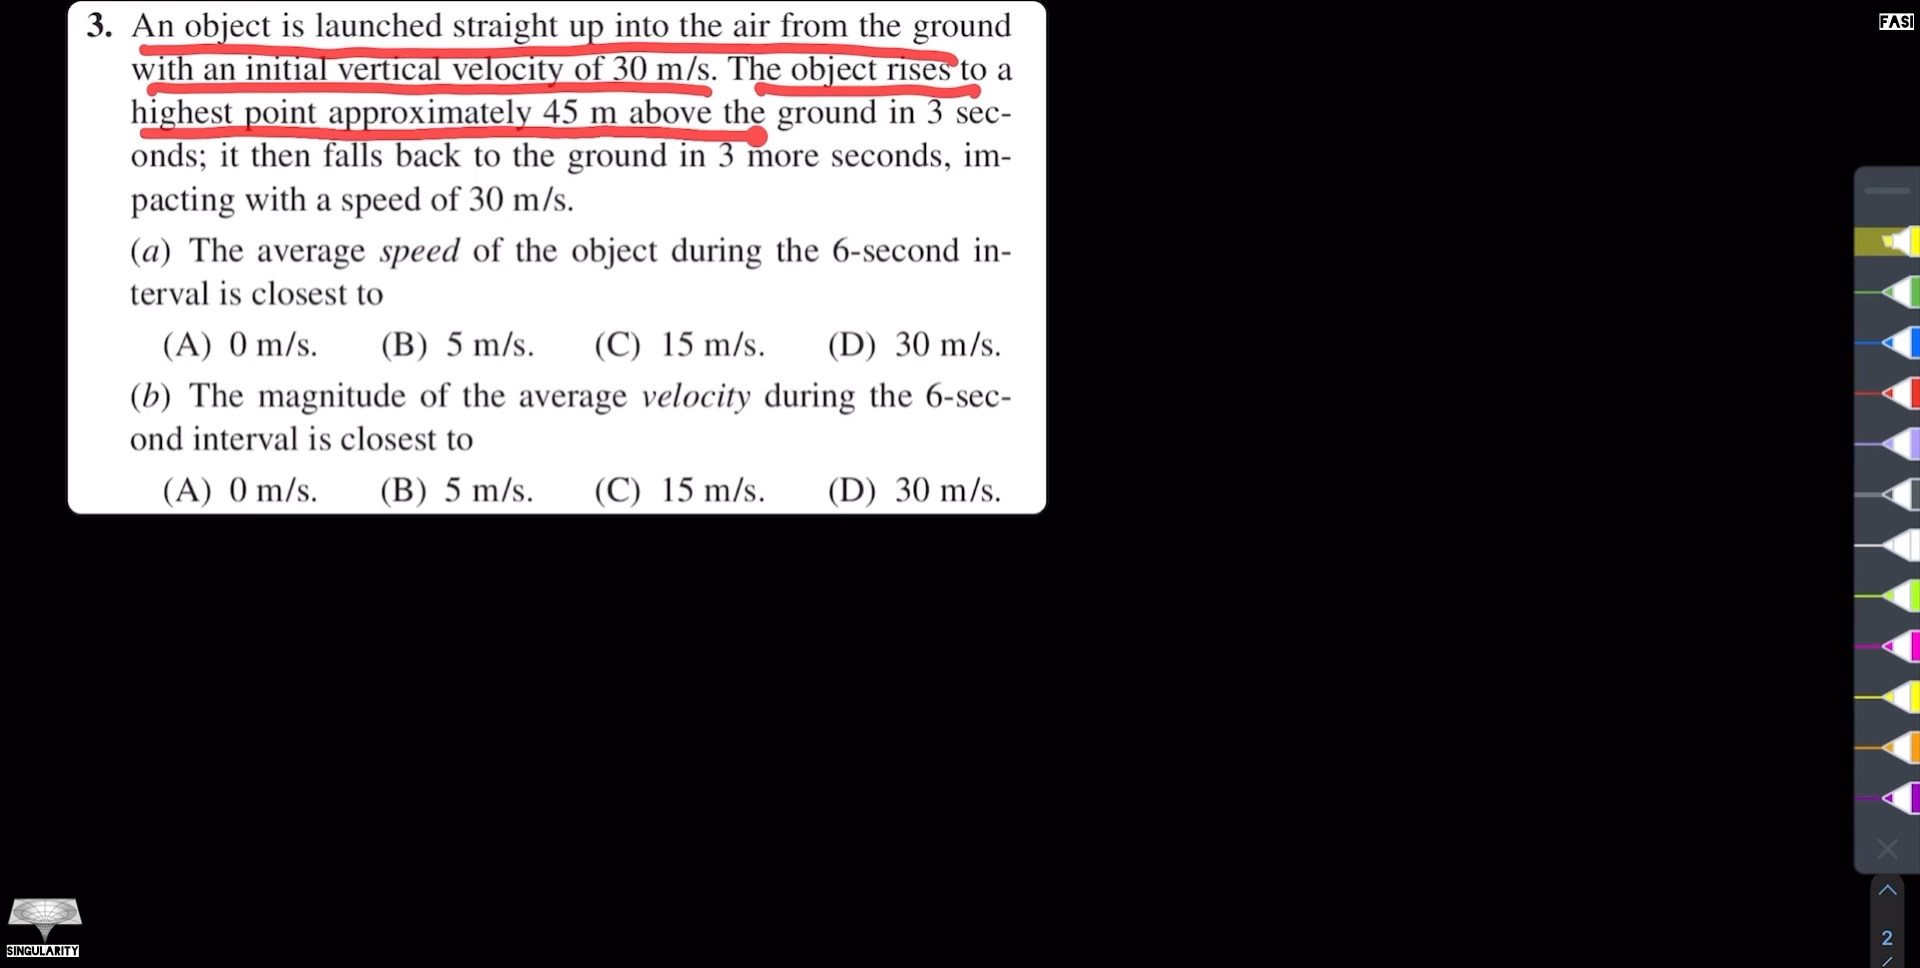 3. An object is launched straight up into the air from the ground
with an initial vertical velocity of 30 m/s. The object rises to a
highest point approximately 45 m above the ground in 3 sec-
onds; it then falls back to the ground in 3 more seconds, im-
pacting with a speed of 30 m/s.
(a) The average speed of the object during the 6-second in-
terval is closest to
(A) 0 m/s. (B) 5 m/s. (C) 15 m/s. (D) 30 m/s.
(b) The magnitude of the average velocity during the 6-sec-
ond interval is closest to
(A) 0 m/s. (B) 5 m/s. (C) 15 m/s. (D) 30 m/s.
FASI
2
SINGULARITY